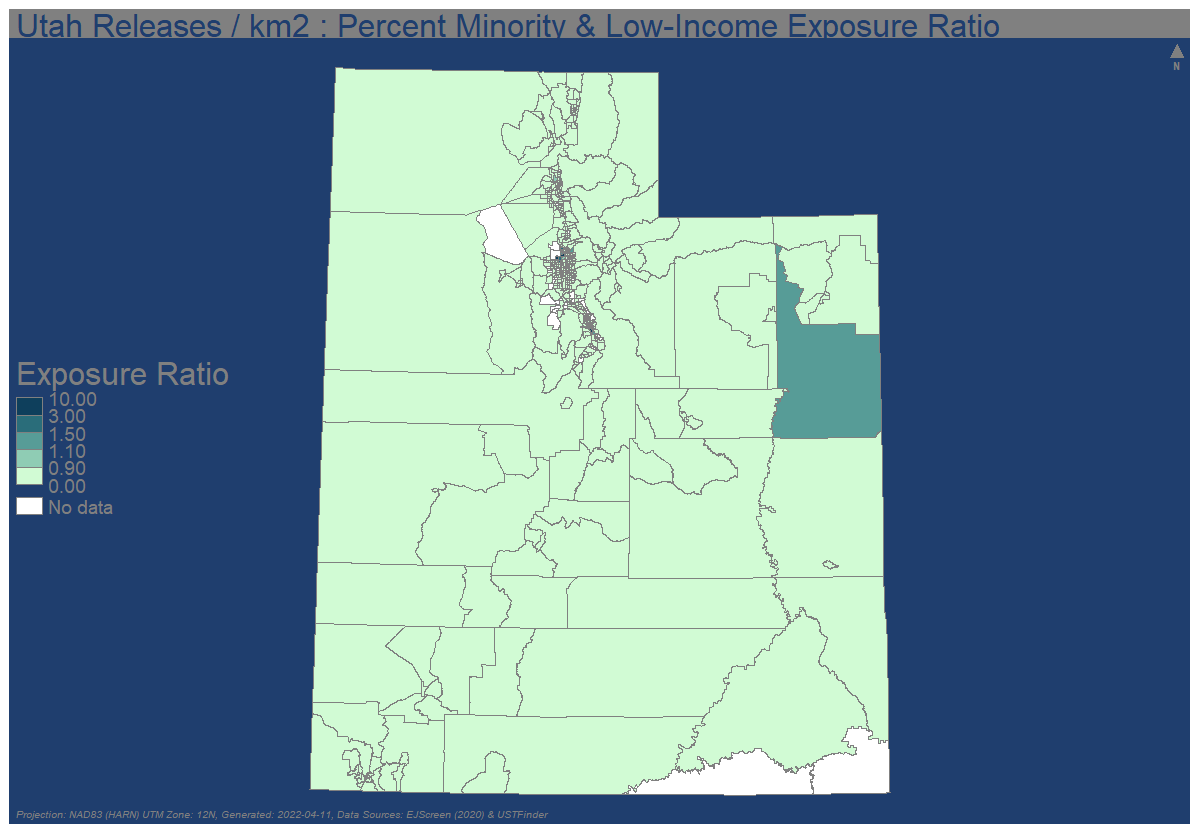 Utah Releases / km2 : Percent Minority & Low-Income Exposure Ratio
N
Exposure Ratio
10.00
3.00
1.50
1.10
0.90
0.00
No data
Projection: NAD83 (HARN) UTM Zone: 12N, Generated: 2022-04-11, Data Sources: EJScreen (2020) & USTFinder